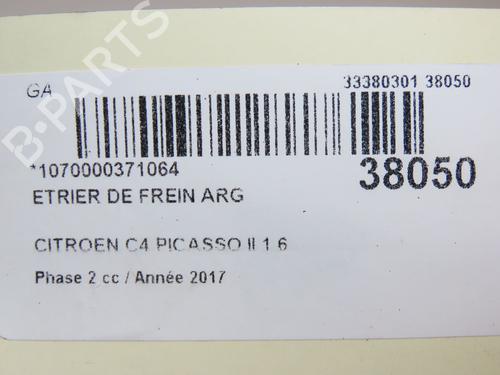 B-PARTS
GA
33380301 38050
*1070000371064
38050
ETRIER DE FREIN ARG
CITROEN C4 PICASSO II 1 6
Phase 2 cc / Année 2017